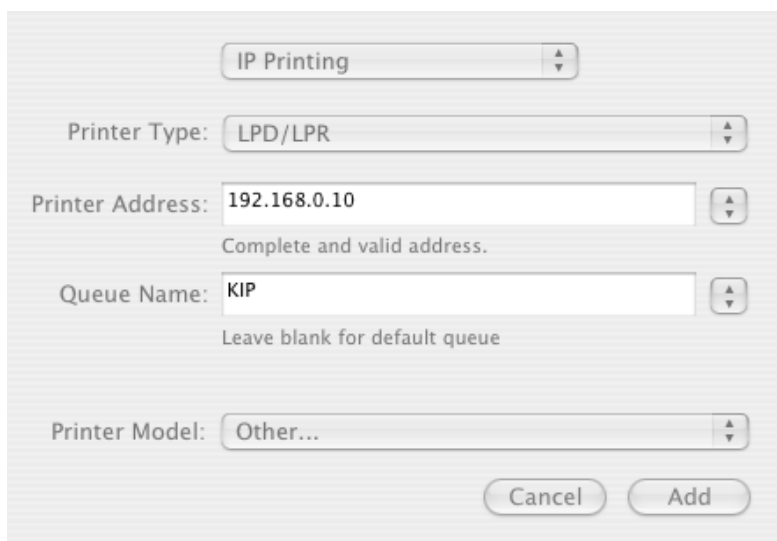 IP Printing
Printer Type: LPD/LPR
Printer Address: 192.168.0.10
Complete and valid address.
Queue Name: KIP
Leave blank for default queue
Printer Model: Other...
Cancel Add